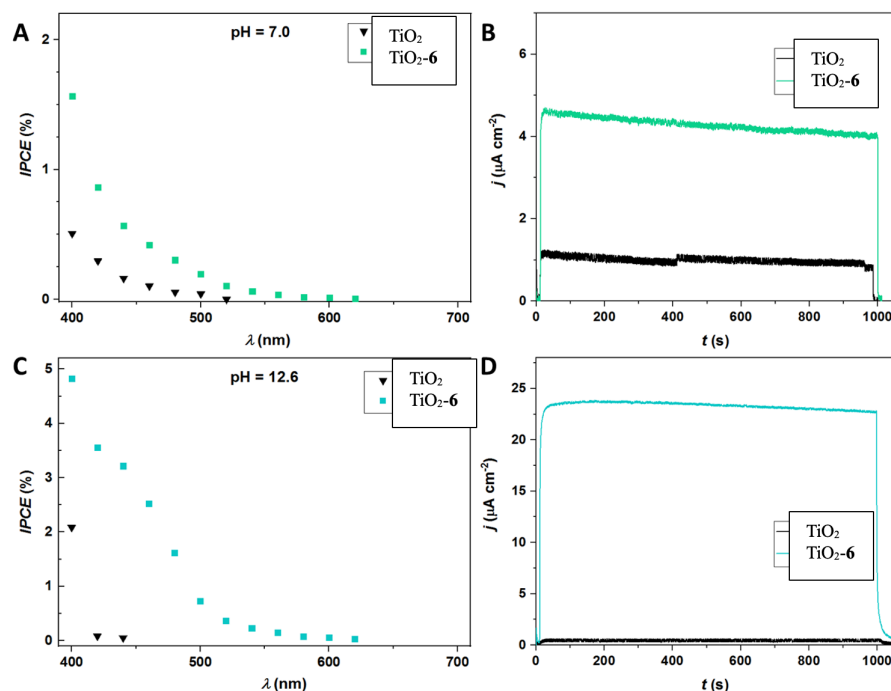 A
pH = 7.0
TiO₂
TiO₂-6
2
1
0
IPCE (%)
400
500
600
700
λ (nm)
B
TiO₂
TiO₂-6
6
4
2
0
j (μA cm⁻²)
0
200
400
600
800
1000
t (s)
C
pH = 12.6
TiO₂
TiO₂-6
5
4
3
2
1
0
IPCE (%)
400
500
600
700
λ (nm)
D
TiO₂
TiO₂-6
25
20
15
10
5
0
j (μA cm⁻²)
0
200
400
600
800
1000
t (s)